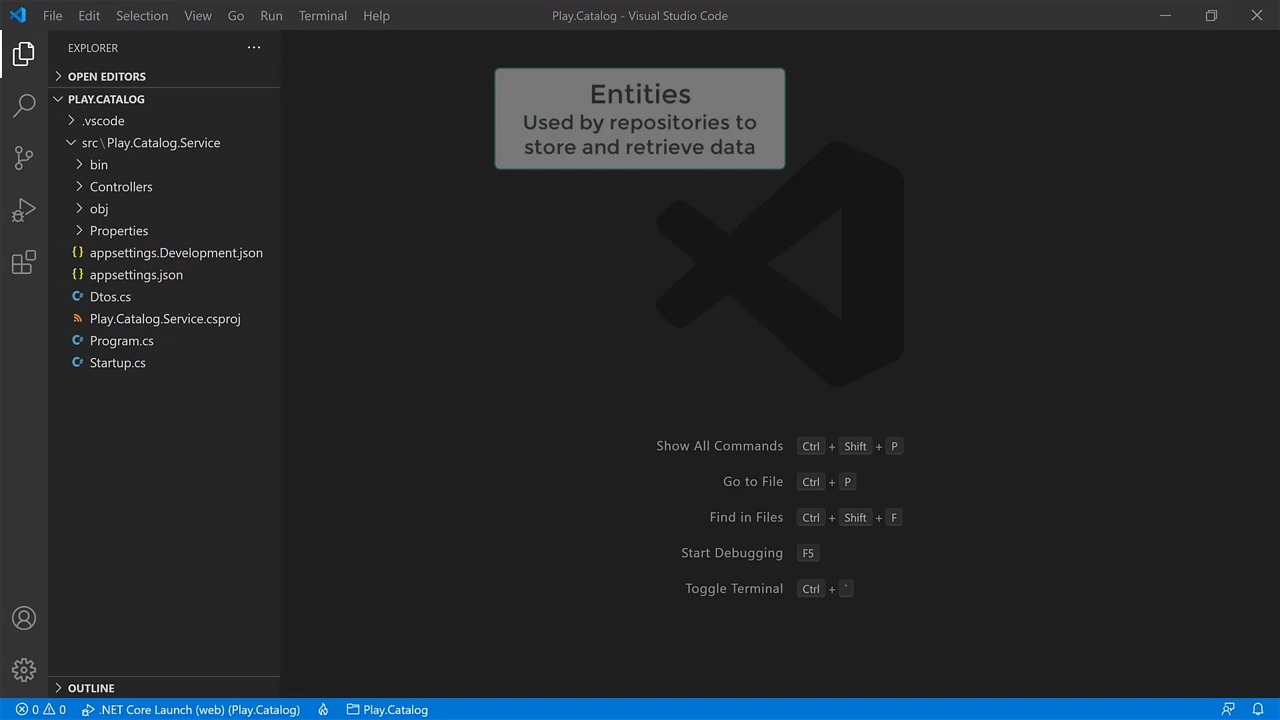 File Edit Selection View Go Run Terminal Help
Play.Catalog - Visual Studio Code
EXPLORER
OPEN EDITORS
PLAY.CATALOG
.vscode
src\Play.Catalog.Service
bin
Controllers
obj
Properties
{} appsettings.Development.json
{} appsettings.json
C# Dtos.cs
Play.Catalog.Service.csproj
C# Program.cs
C# Startup.cs
OUTLINE
Entities
Used by repositories to
store and retrieve data
Show All Commands Ctrl + Shift + P
Go to File Ctrl + P
Find in Files Ctrl + Shift + F
Start Debugging F5
Toggle Terminal Ctrl + `
0 0 .NET Core Launch (web) (Play.Catalog) Play.Catalog